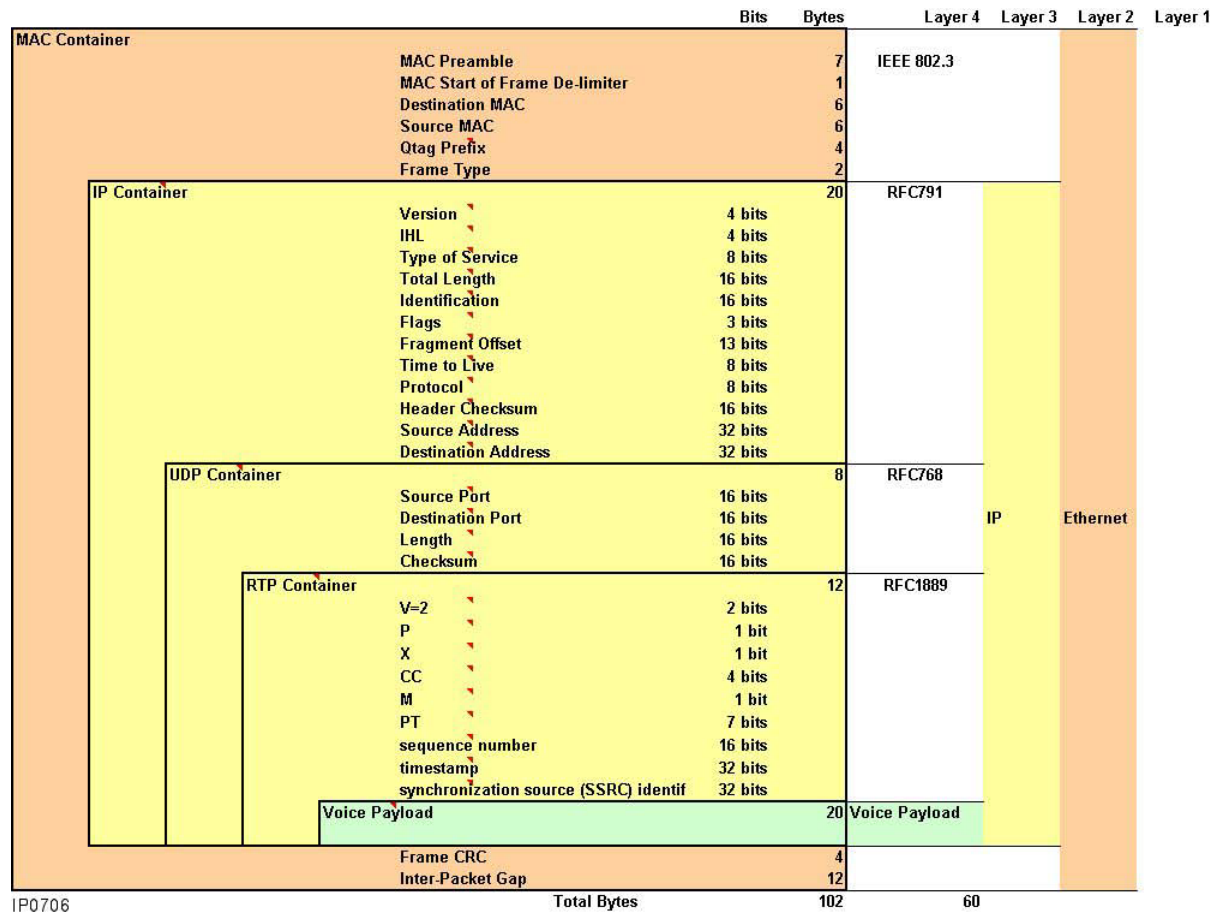 Bits Bytes Layer 4 Layer 3 Layer 2 Layer 1
MAC Container
MAC Preamble 7 IEEE 802.3
MAC Start of Frame De-limiter 1
Destination MAC 6
Source MAC 6
Qtag Prefix 4
Frame Type 2
IP Container 20 RFC791
Version 4 bits
IHL 4 bits
Type of Service 8 bits
Total Length 16 bits
Identification 16 bits
Flags 3 bits
Fragment Offset 13 bits
Time to Live 8 bits
Protocol 8 bits
Header Checksum 16 bits
Source Address 32 bits
Destination Address 32 bits
UDP Container 8 RFC768
Source Port 16 bits
Destination Port 16 bits IP Ethernet
Length 16 bits
Checksum 16 bits
RTP Container 12 RFC1889
V=2 2 bits
P 1 bit
X 1 bit
CC 4 bits
M 1 bit
PT 7 bits
sequence number 16 bits
timestamp 32 bits
synchronization source (SSRC) identif 32 bits
Voice Payload 20 Voice Payload
Frame CRC 4
Inter-Packet Gap 12
IP0706 Total Bytes 102 60